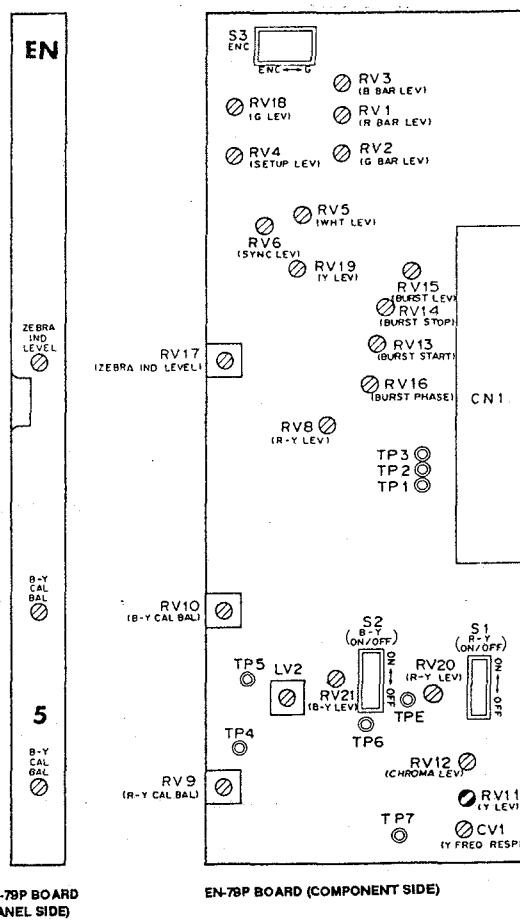 EN
ZEBRA
IND
LEVEL
B-Y
CAL
BAL
5
B-Y
CAL
BAL
-79P BOARD
ANEL SIDE)
S3
ENC
ENC ↔ G
RV3
(B BAR LEV)
RV18
(G LEV)
RV1
(R BAR LEV)
RV4
(SETUP LEV)
RV2
(G BAR LEV)
RV5
(WHT LEV)
RV6
(SYNC LEV)
RV19
(Y LEV)
RV15
(BURST LEV)
RV14
(BURST STOP)
RV13
(BURST START)
RV17
(ZEBRA IND LEVEL)
RV16
(BURST PHASE)
CN1
RV8
(R-Y LEV)
TP3
TP2
TP1
RV10
(B-Y CAL BAL)
S2
(B-Y
ON/OFF)
ON ↔ OFF
S1
(R-Y
ON/OFF)
ON ↔ OFF
TP5
LV2
RV21
(B-Y LEV)
RV20
(R-Y LEV)
TPE
TP6
TP4
RV12
(CHROMA LEV)
RV9
(R-Y CAL BAL)
RV11
(Y LEV)
TP7
CV1
(Y FREQ RESP)
EN-79P BOARD (COMPONENT SIDE)